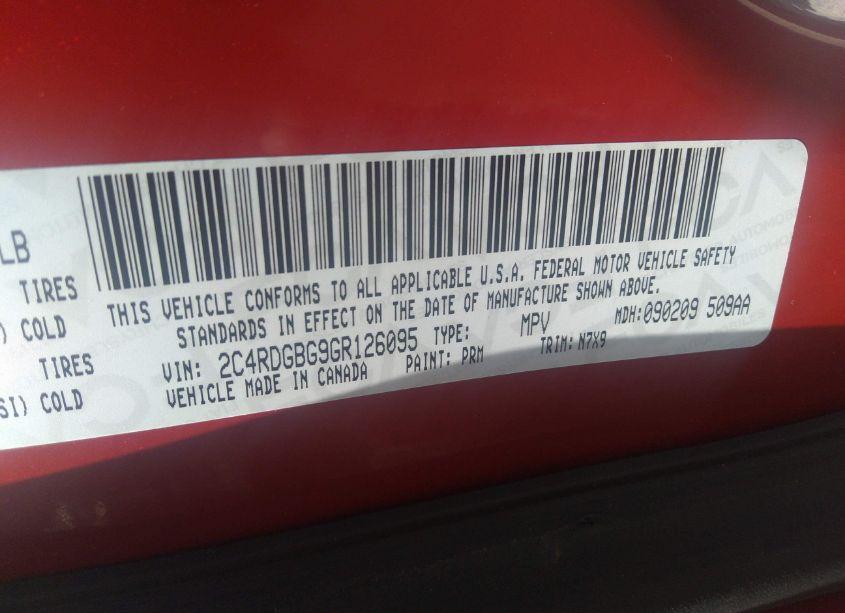 LB
TIRES
) COLD
TIRES
SI) COLD
THIS VEHICLE CONFORMS TO ALL APPLICABLE U.S.A. FEDERAL MOTOR VEHICLE SAFETY
STANDARDS IN EFFECT ON THE DATE OF MANUFACTURE SHOWN ABOVE.
VIN: 2C4RDGBG9GR126095 TYPE: MPV MDH: 090209 509AA
VEHICLE MADE IN CANADA PAINT: PRM TRIM: N7X9